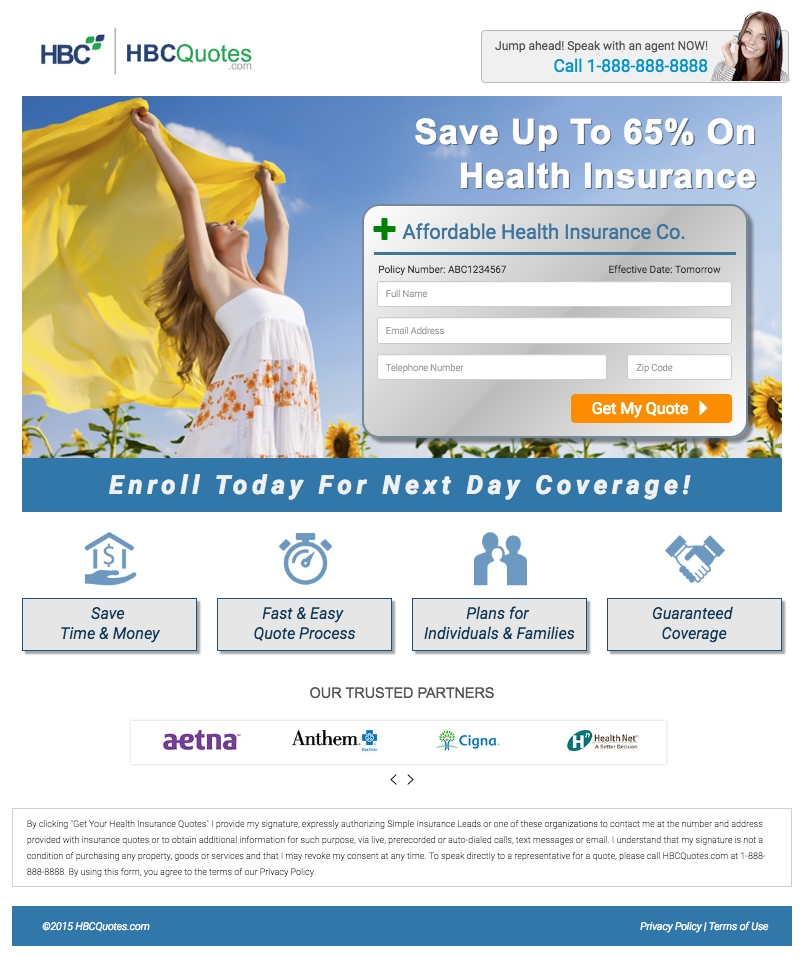 HBC
HBCQuotes
.com
Jump ahead! Speak with an agent NOW!
Call 1-888-888-8888
Save Up To 65% On
Health Insurance
Affordable Health Insurance Co.
Policy Number: ABC1234567
Effective Date: Tomorrow
Full Name
Email Address
Telephone Number
Zip Code
Get My Quote
Enroll Today For Next Day Coverage!
Save
Time & Money
Fast & Easy
Quote Process
Plans for
Individuals & Families
Guaranteed
Coverage
OUR TRUSTED PARTNERS
aetna
Anthem
Cigna
Health Net
A Better Decision
By clicking "Get Your Health Insurance Quotes" I provide my signature, expressly authorizing Simple Insurance Leads or one of these organizations to contact me at the number and address
provided with insurance quotes or to obtain additional information for such purpose, via live, prerecorded or auto-dialed calls, text messages or email. I understand that my signature is not a
condition of purchasing any property, goods or services and that I may revoke my consent at any time. To speak directly to a representative for a quote, please call HBCQuotes.com at 1-888-
888-8888. By using this form, you agree to the terms of our Privacy Policy.
©2015 HBCQuotes.com
Privacy Policy | Terms of Use